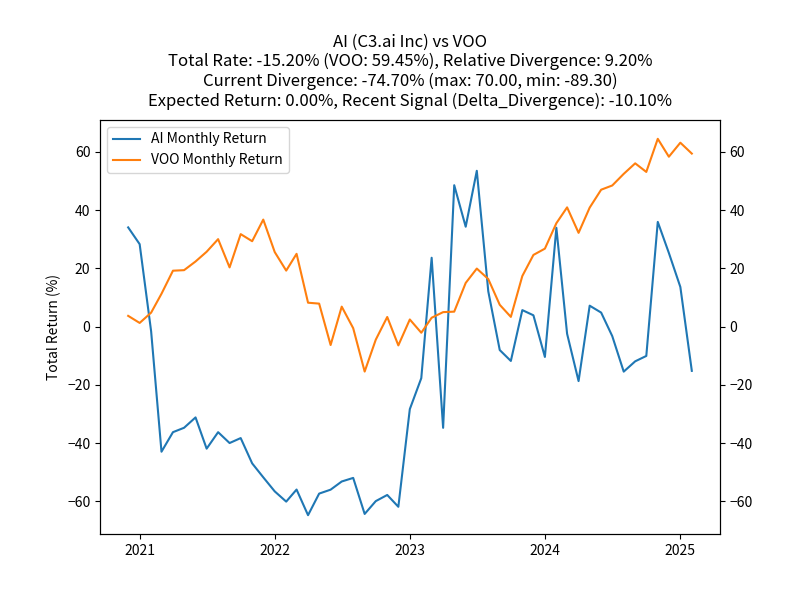 AI (C3.ai Inc) vs VOO
Total Rate: -15.20% (VOO: 59.45%), Relative Divergence: 9.20%
Current Divergence: -74.70% (max: 70.00, min: -89.30)
Expected Return: 0.00%, Recent Signal (Delta_Divergence): -10.10%
AI Monthly Return
VOO Monthly Return
Total Return (%)
60
40
20
0
−20
−40
−60
60
40
20
0
−20
−40
−60
2021 2022 2023 2024 2025